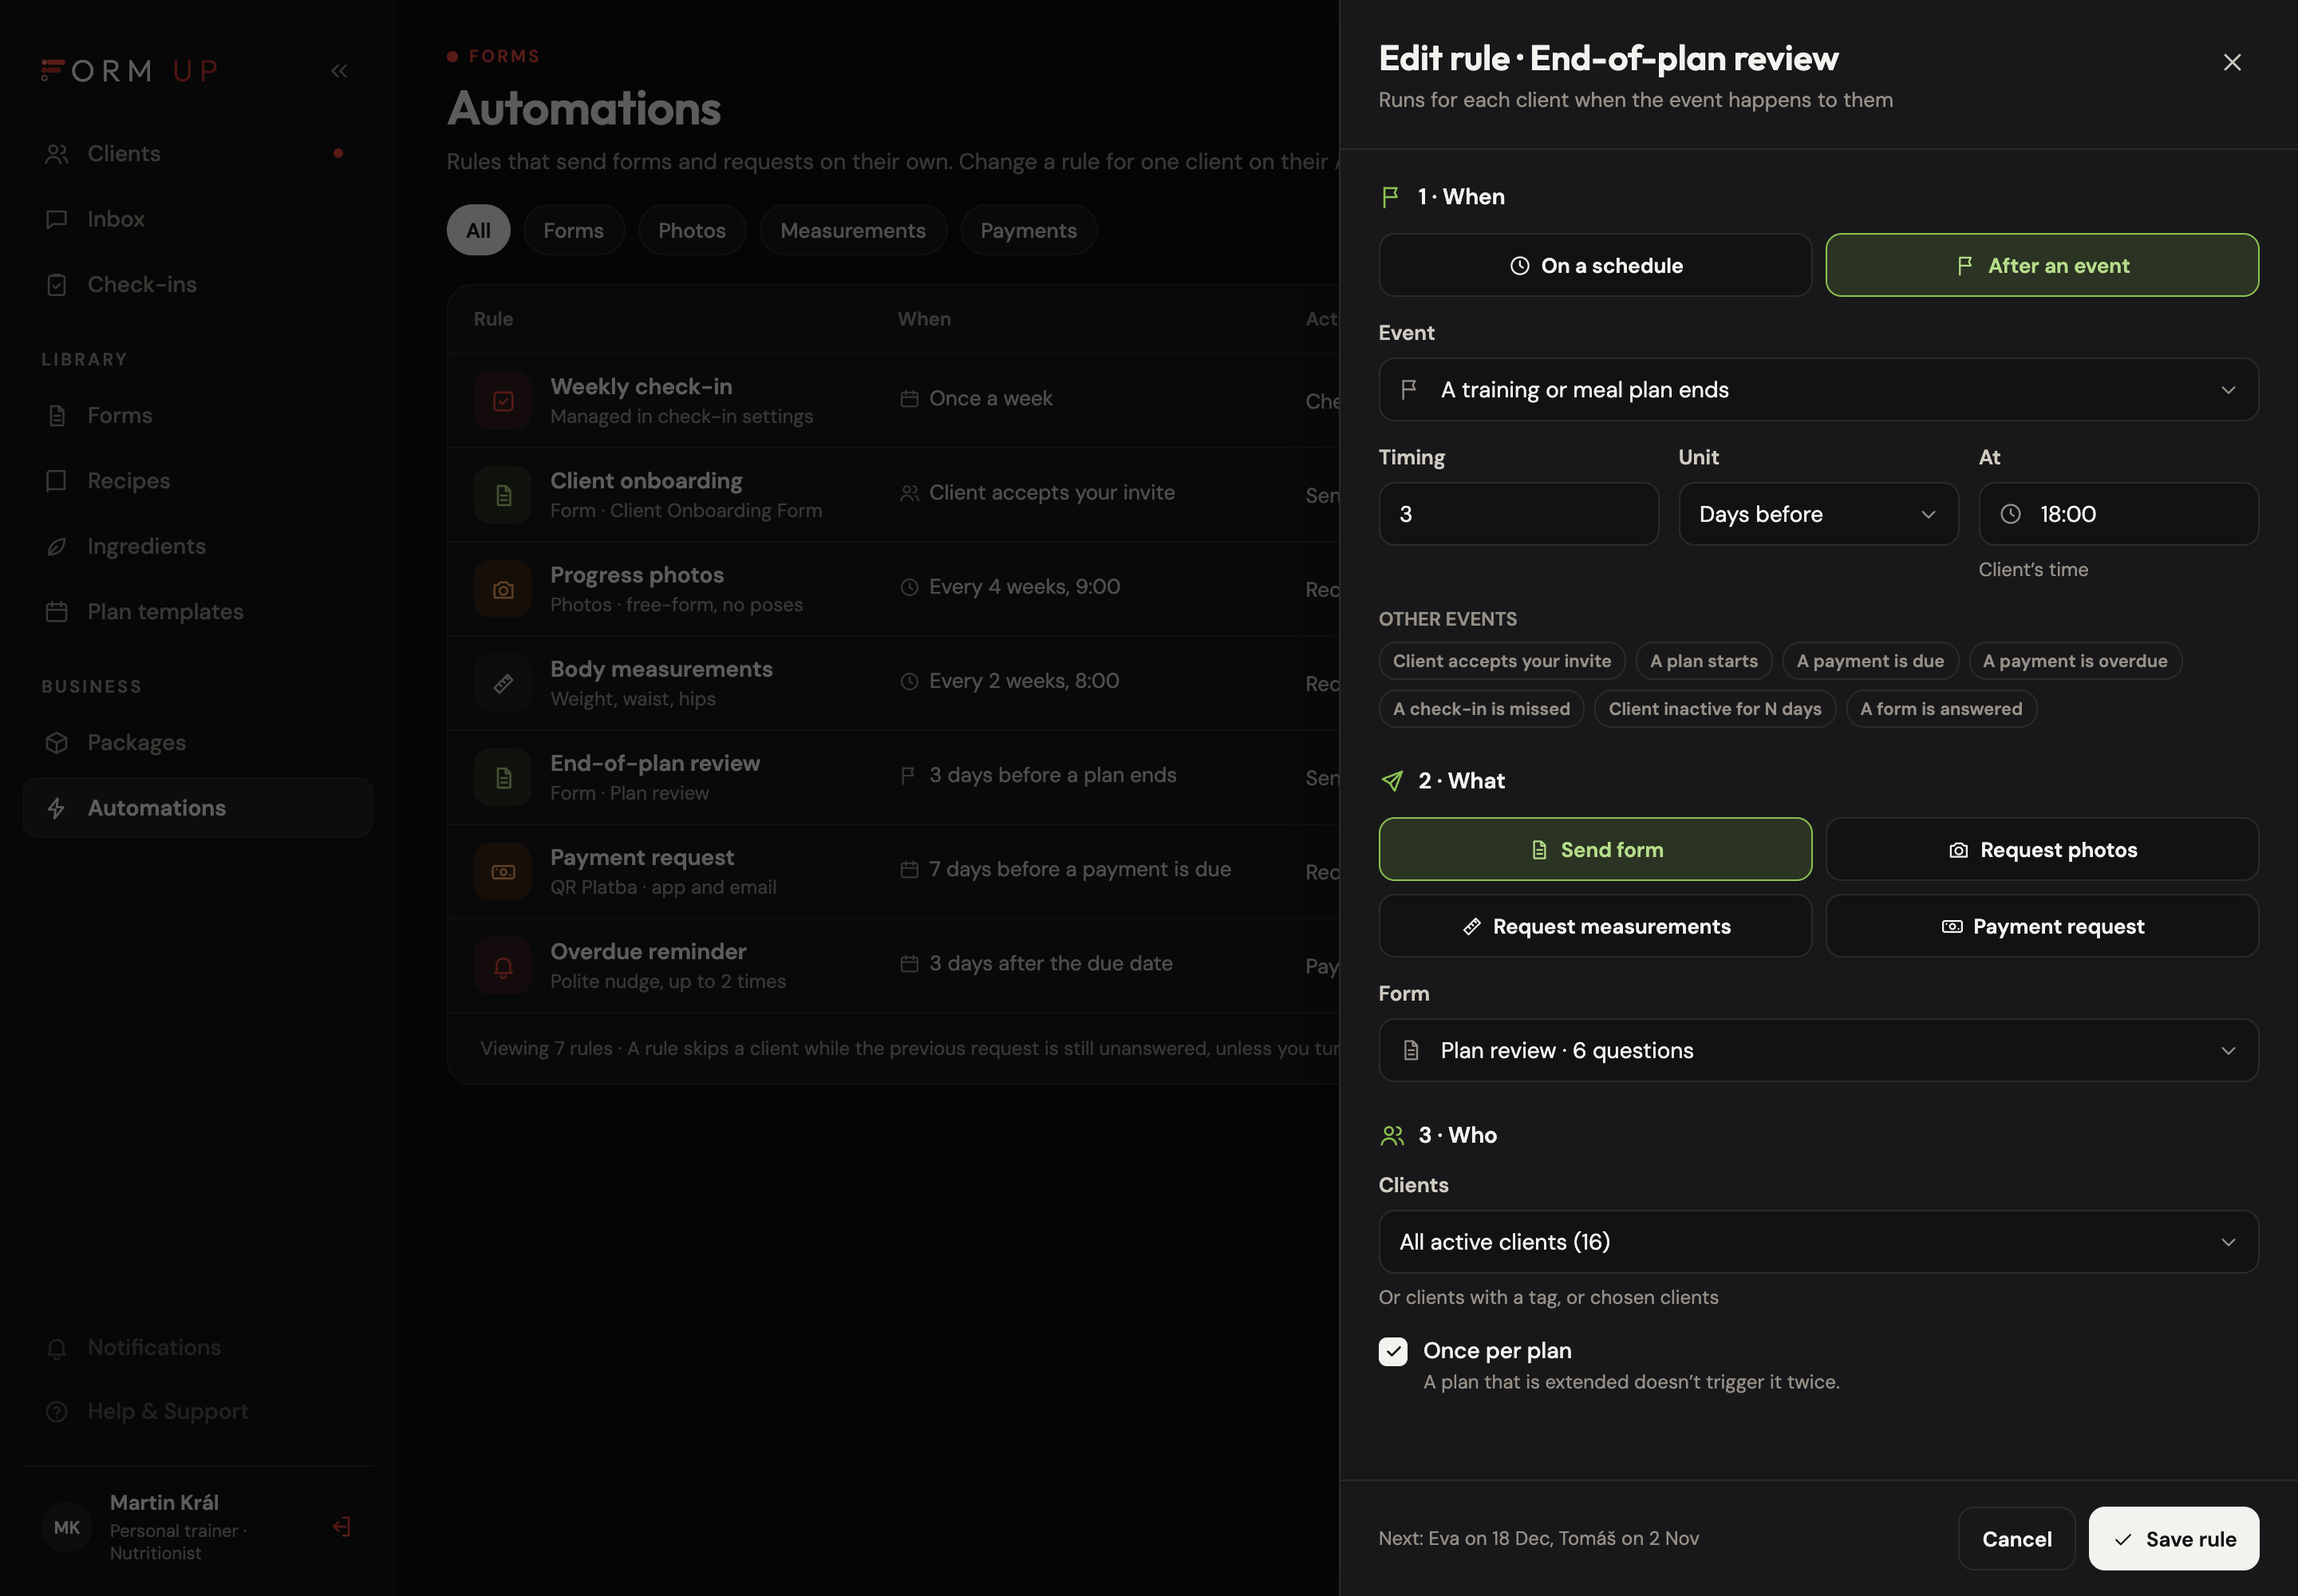 FORM UP
Clients
Inbox
Check-ins
LIBRARY
Forms
Recipes
Ingredients
Plan templates
BUSINESS
Packages
Automations
Notifications
Help & Support
MK
Martin Král
Personal trainer ·
Nutritionist
FORMS
Automations
Rules that send forms and requests on their own. Change a rule for one client on their
All
Forms
Photos
Measurements
Payments
Rule
When
Act
Weekly check-in
Managed in check-in settings
Once a week
Che
Client onboarding
Form · Client Onboarding Form
Client accepts your invite
Sen
Progress photos
Photos · free-form, no poses
Every 4 weeks, 9:00
Rec
Body measurements
Weight, waist, hips
Every 2 weeks, 8:00
Rec
End-of-plan review
Form · Plan review
3 days before a plan ends
Sen
Payment request
QR Platba · app and email
7 days before a payment is due
Rec
Overdue reminder
Polite nudge, up to 2 times
3 days after the due date
Pay
Viewing 7 rules · A rule skips a client while the previous request is still unanswered, unless you tur
Edit rule · End-of-plan review
Runs for each client when the event happens to them
1 · When
On a schedule
After an event
Event
A training or meal plan ends
Timing
Unit
At
3
Days before
18:00
Client’s time
OTHER EVENTS
Client accepts your invite
A plan starts
A payment is due
A payment is overdue
A check-in is missed
Client inactive for N days
A form is answered
2 · What
Send form
Request photos
Request measurements
Payment request
Form
Plan review · 6 questions
3 · Who
Clients
All active clients (16)
Or clients with a tag, or chosen clients
Once per plan
A plan that is extended doesn’t trigger it twice.
Next: Eva on 18 Dec, Tomáš on 2 Nov
Cancel
Save rule